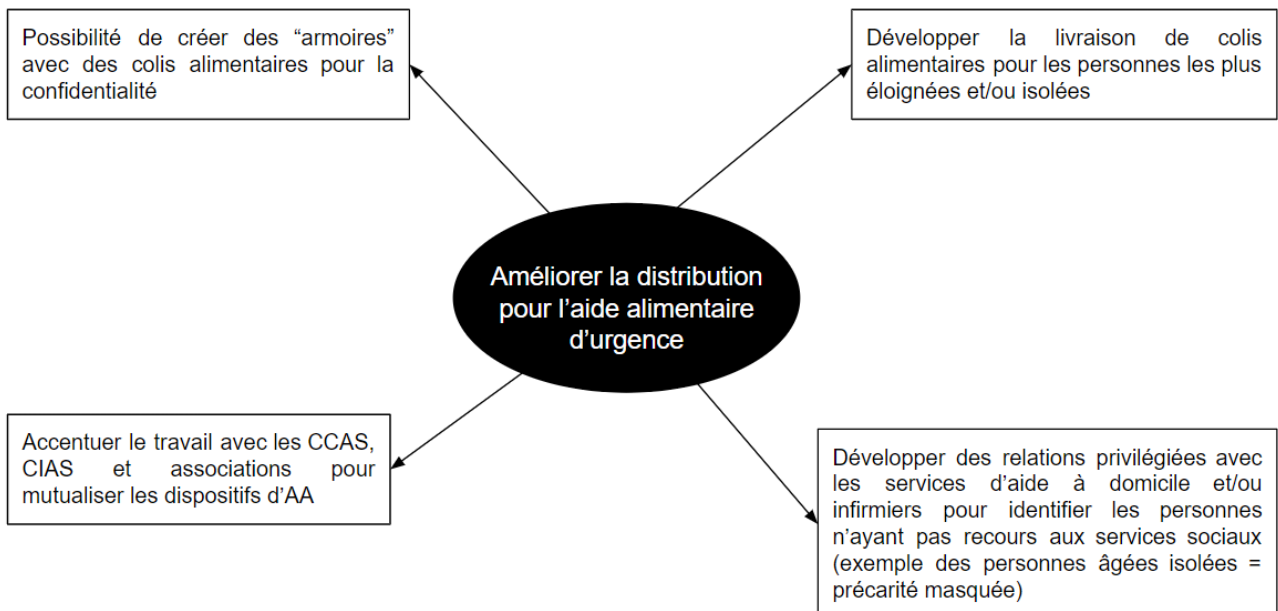 Possibilité de créer des “armoires”
avec des colis alimentaires pour la
confidentialité
Développer la livraison de colis
alimentaires pour les personnes les plus
éloignées et/ou isolées
Améliorer la distribution
pour l’aide alimentaire
d’urgence
Accentuer le travail avec les CCAS,
CIAS et associations pour
mutualiser les dispositifs d’AA
Développer des relations privilégiées avec
les services d’aide à domicile et/ou
infirmiers pour identifier les personnes
n’ayant pas recours aux services sociaux
(exemple des personnes âgées isolées =
précarité masquée)